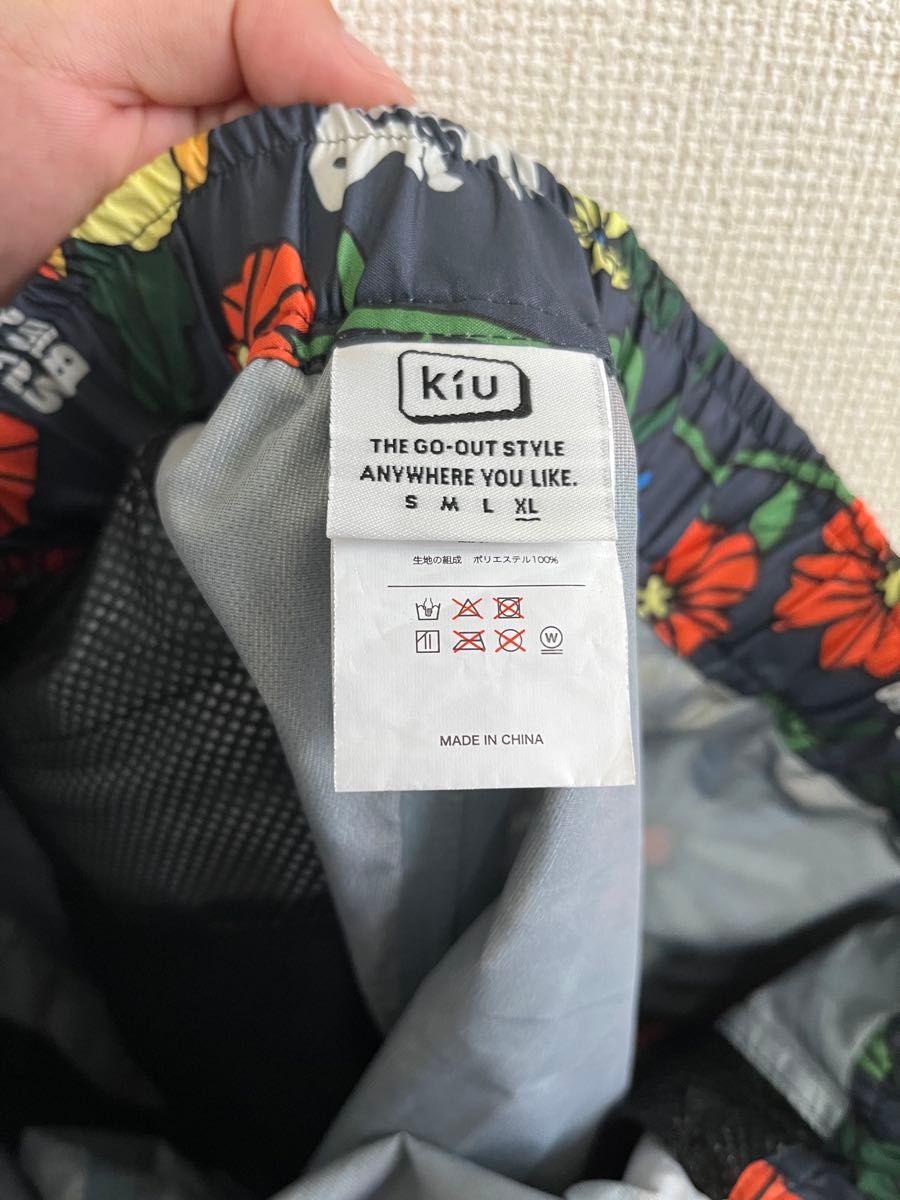 kiu
THE GO-OUT STYLE
ANYWHERE YOU LIKE.
S M L XL
生地の組成 ポリエステル100%
W
MADE IN CHINA